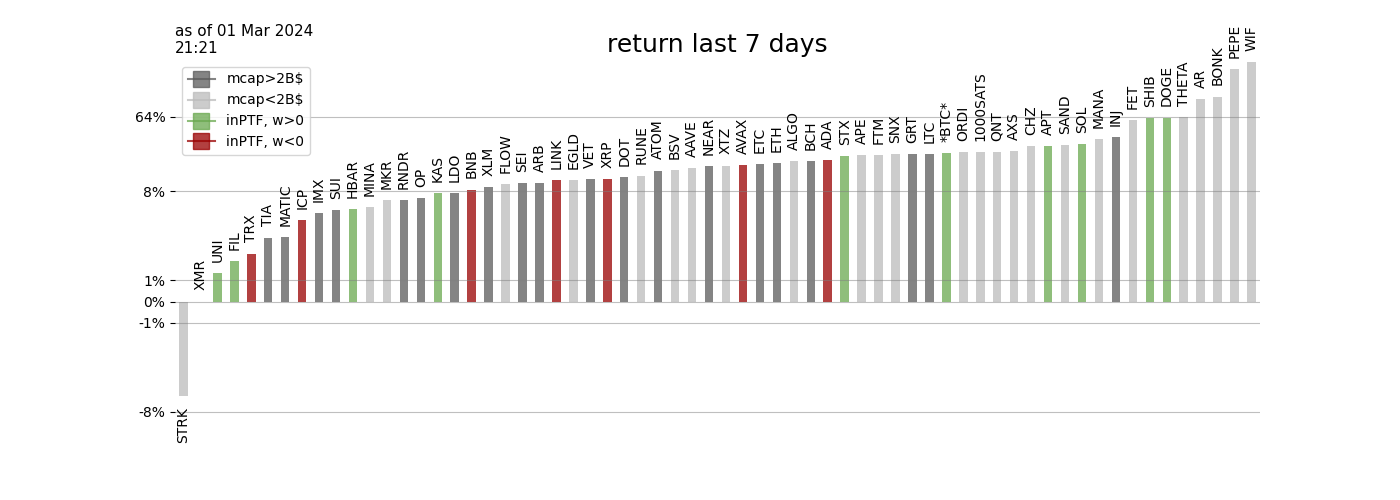 as of 01 Mar 2024
21:21
return last 7 days
mcap>2B$
mcap<2B$
inPTF, w>0
inPTF, w<0
64%
8%
1%
0%
-1%
-8%
STRK
XMR
UNI
FIL
TRX
TIA
MATIC
ICP
IMX
SUI
HBAR
MINA
MKR
RNDR
OP
KAS
LDO
BNB
XLM
FLOW
SEI
ARB
LINK
EGLD
VET
XRP
DOT
RUNE
ATOM
BSV
AAVE
NEAR
XTZ
AVAX
ETC
ETH
ALGO
BCH
ADA
STX
APE
FTM
SNX
GRT
LTC
*BTC*
ORDI
1000SATS
QNT
AXS
CHZ
APT
SAND
SOL
MANA
INJ
FET
SHIB
DOGE
THETA
AR
BONK
PEPE
WIF